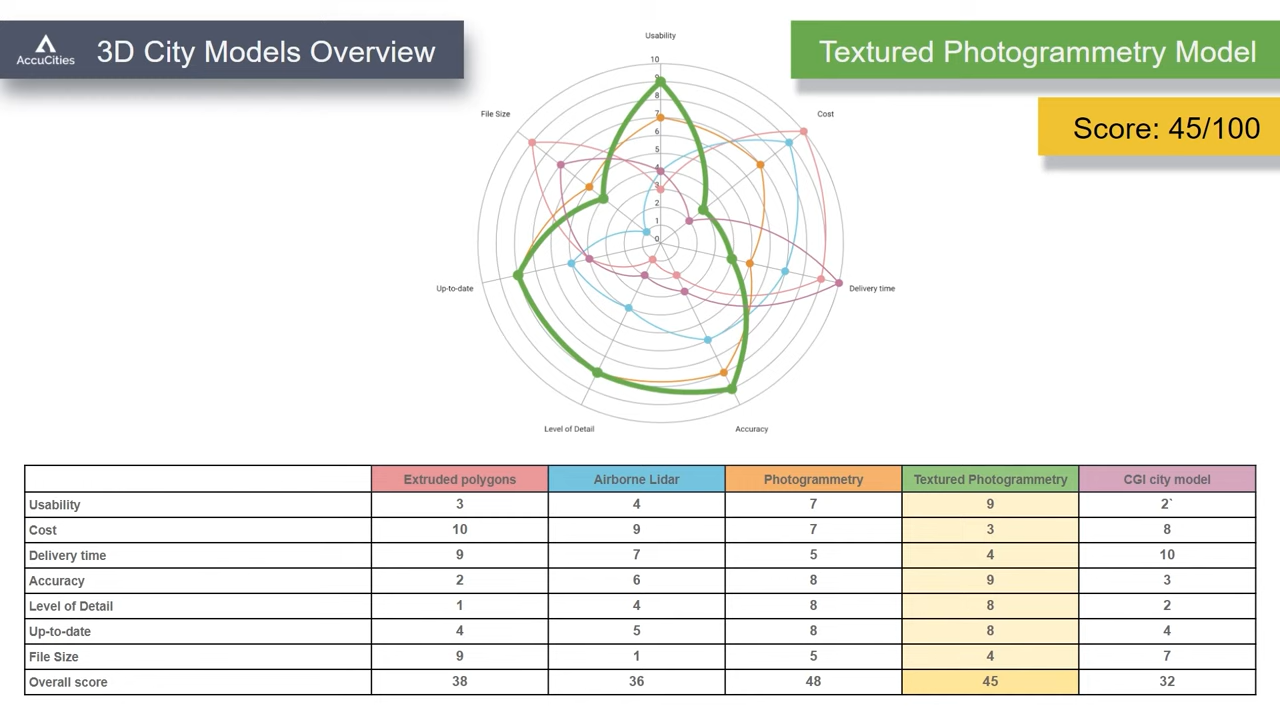 AccuCities
3D City Models Overview
Textured Photogrammetry Model
Score: 45/100
Usability
Cost
Delivery time
Accuracy
Level of Detail
Up-to-date
File Size
10
9
8
7
6
5
4
3
2
1
0
Extruded polygons Airborne Lidar Photogrammetry Textured Photogrammetry CGI city model
Usability 3 4 7 9 2`
Cost 10 9 7 3 8
Delivery time 9 7 5 4 10
Accuracy 2 6 8 9 3
Level of Detail 1 4 8 8 2
Up-to-date 4 5 8 8 4
File Size 9 1 5 4 7
Overall score 38 36 48 45 32